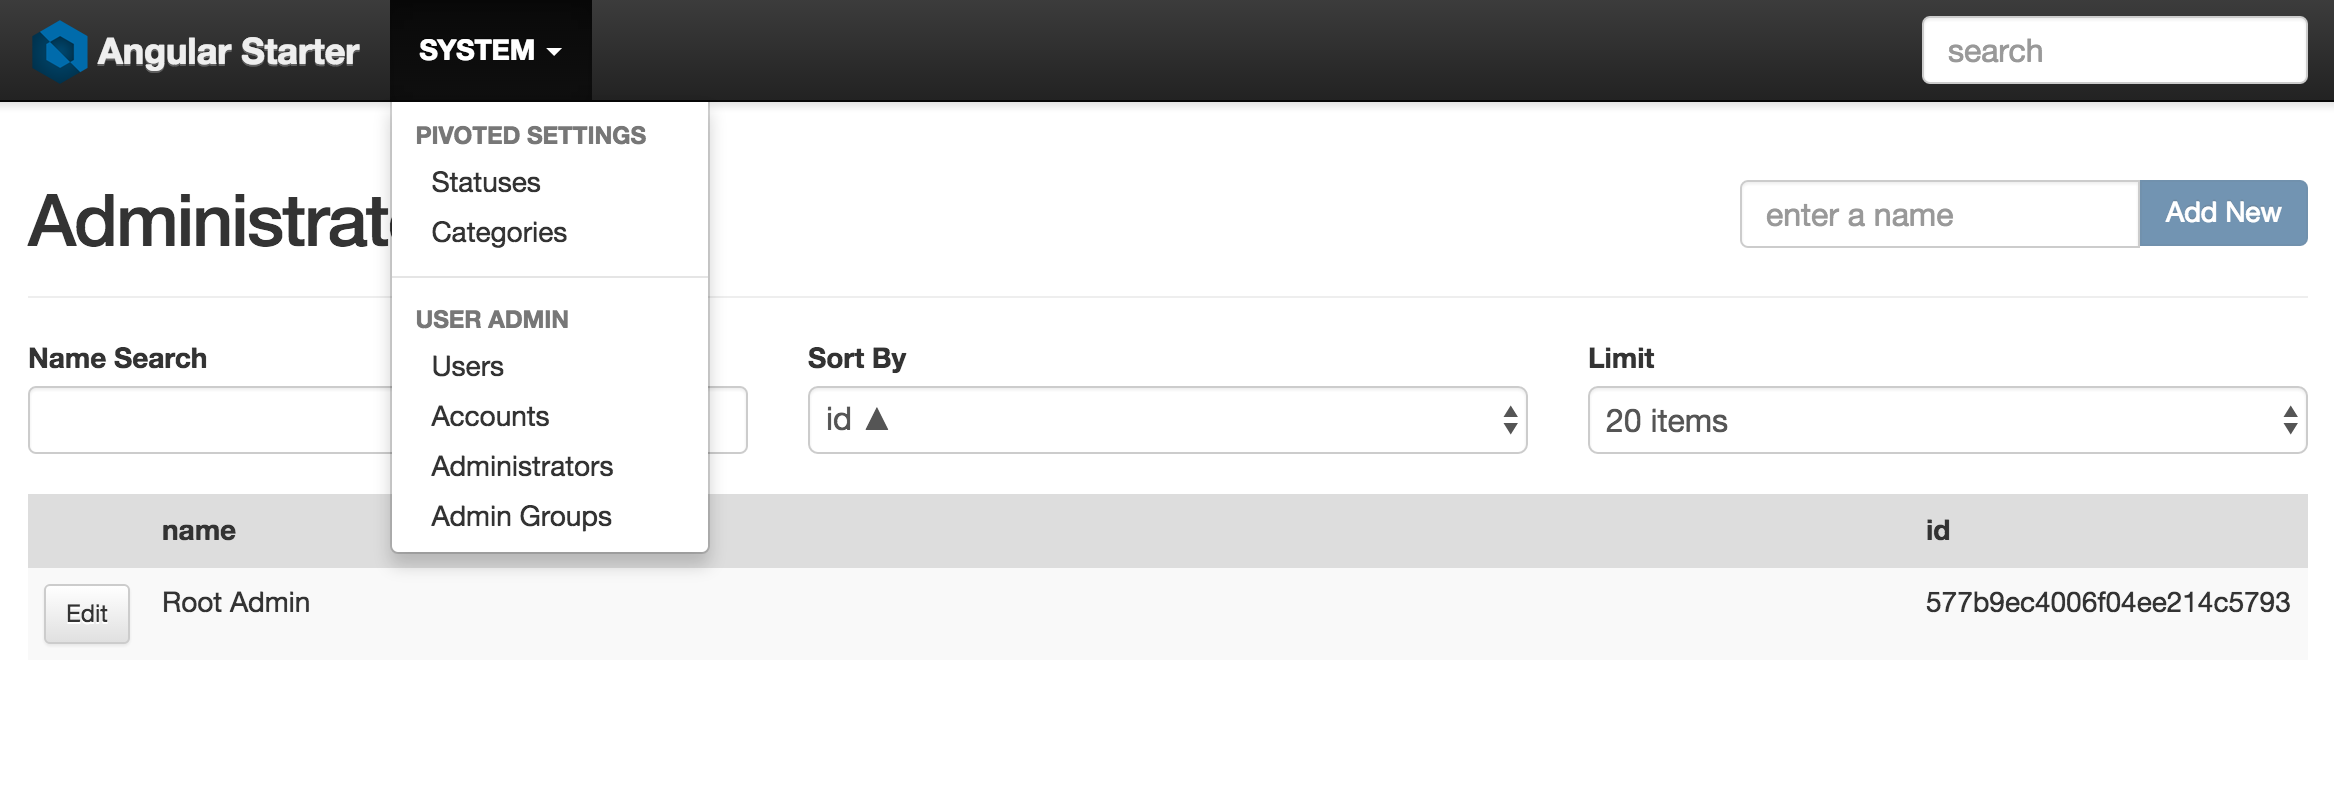 Angular Starter
SYSTEM
search
PIVOTED SETTINGS
Statuses
Categories
USER ADMIN
Users
Accounts
Administrators
Admin Groups
Administrat
enter a name
Add New
Name Search
Sort By
id ▲
Limit
20 items
name
id
Edit
Root Admin
577b9ec4006f04ee214c5793